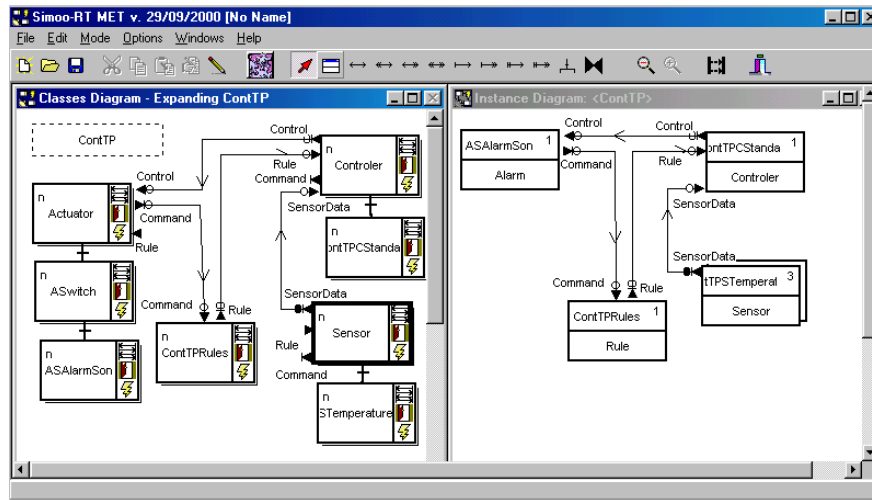 Simoo-RT MET v. 29/09/2000 [No Name]
File Edit Mode Options Windows Help
Classes Diagram - Expanding ContTP
ContTP
Control
n
Controler
Rule
Command
SensorData
n
Actuator
Control
Command
Rule
n
ontTPCStanda
n
ASwitch
SensorData
Command
Rule
n
Sensor
Rule
Command
n
ContTPRules
n
ASAlarmSon
n
STemperature
Instance Diagram: <ContTP>
ASAlarmSon 1
Alarm
Control
Command
Control
Rule
ontTPCStanda 1
Controler
SensorData
SensorData
tTPSTemperal 3
Sensor
Command
Rule
ContTPRules 1
Rule